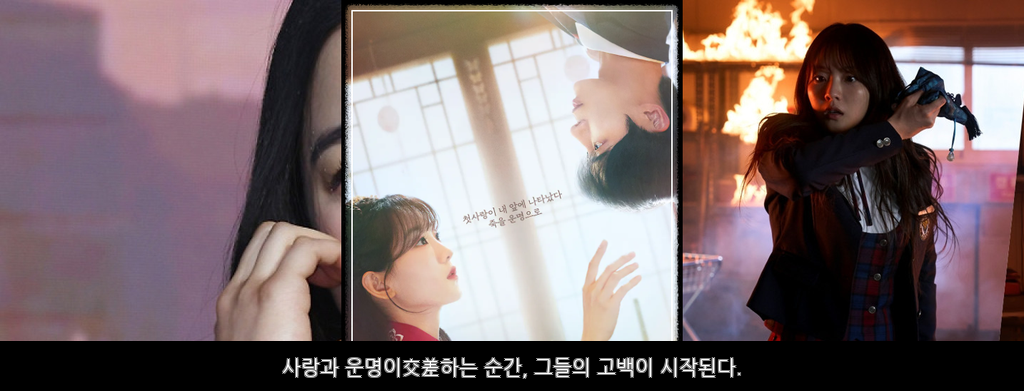 첫사랑이 내 앞에 나타났다
죽을 운명으로
사랑과 운명이交差하는 순간, 그들의 고백이 시작된다.